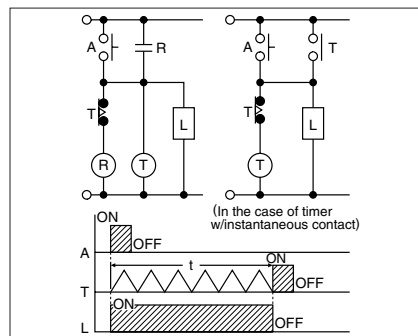 A R A T
T L T L
R T T
(In the case of timer
w/instantaneous contact)
ON ON
A OFF
t
T OFF
ON
L OFF